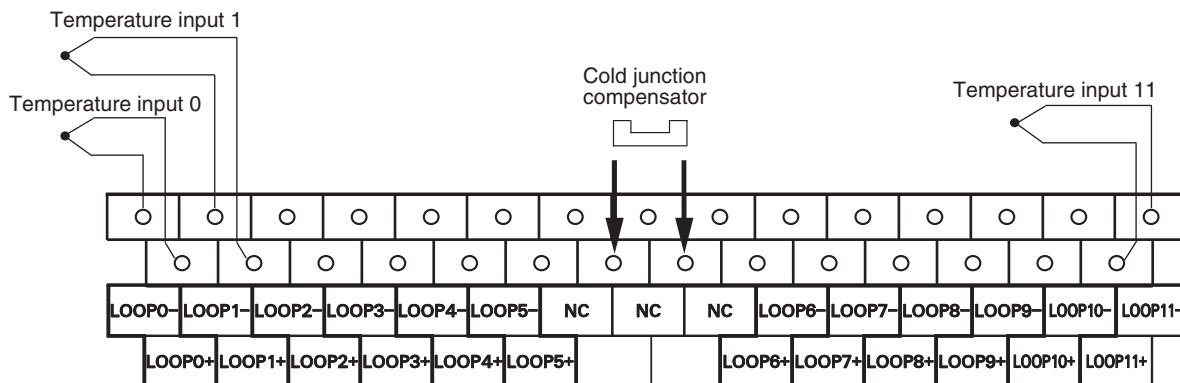 Temperature input 1
Temperature input 0
Cold junction
compensator
Temperature input 11
LOOP0− LOOP1− LOOP2− LOOP3− LOOP4− LOOP5− NC NC NC LOOP6− LOOP7− LOOP8− LOOP9− LOOP10− LOOP11−
LOOP0+ LOOP1+ LOOP2+ LOOP3+ LOOP4+ LOOP5+ LOOP6+ LOOP7+ LOOP8+ LOOP9+ LOOP10+ LOOP11+